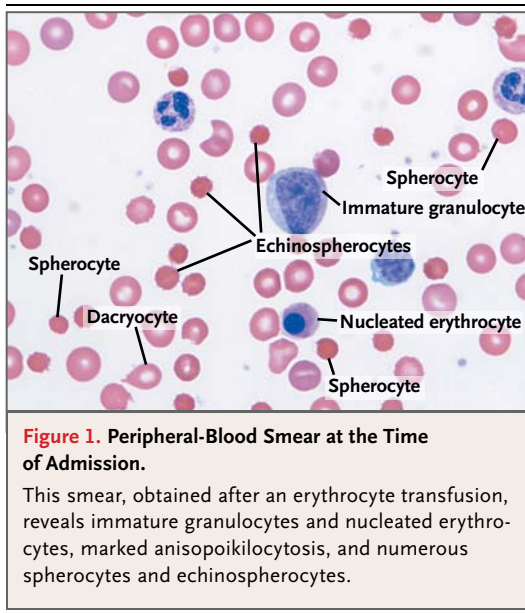 Spherocyte
Immature granulocyte
Echinospherocytes
Spherocyte
Dacryocyte
Nucleated erythrocyte
Spherocyte
Figure 1. Peripheral-Blood Smear at the Time
of Admission.
This smear, obtained after an erythrocyte transfusion,
reveals immature granulocytes and nucleated erythro-
cytes, marked anisopoikilocytosis, and numerous
spherocytes and echinospherocytes.